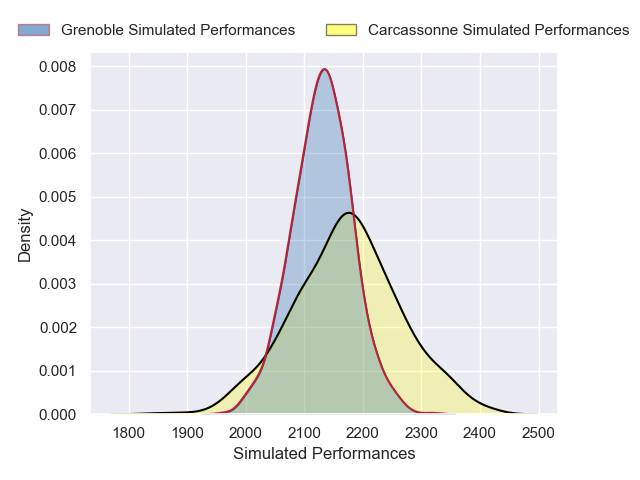 Grenoble Simulated Performances
Carcassonne Simulated Performances
0.008
0.007
0.006
0.005
0.004
0.003
0.002
0.001
0.000
Density
1800 1900 2000 2100 2200 2300 2400 2500
Simulated Performances